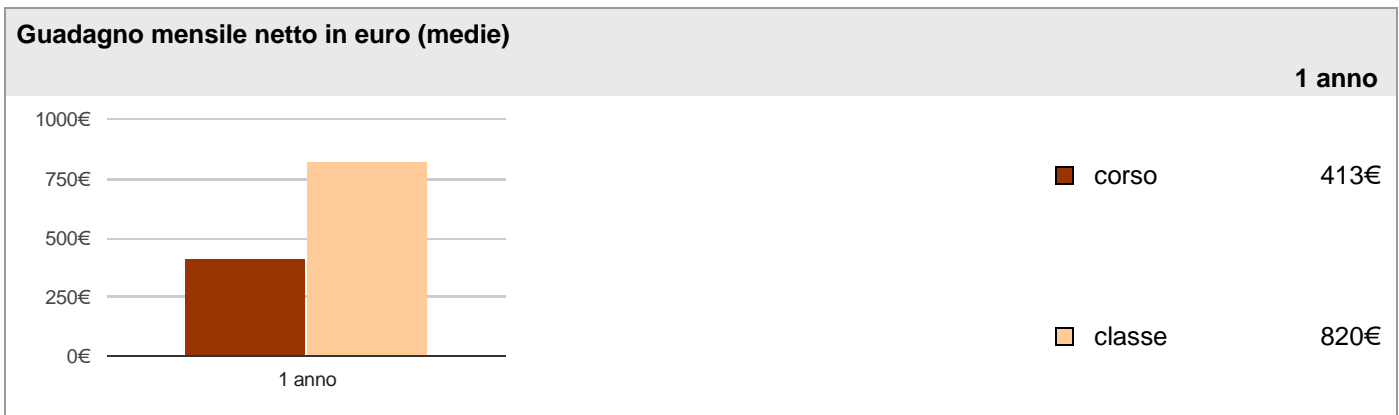 Guadagno mensile netto in euro (medie)
1 anno
1000€
750€
500€
250€
0€
1 anno
corso 413€
classe 820€